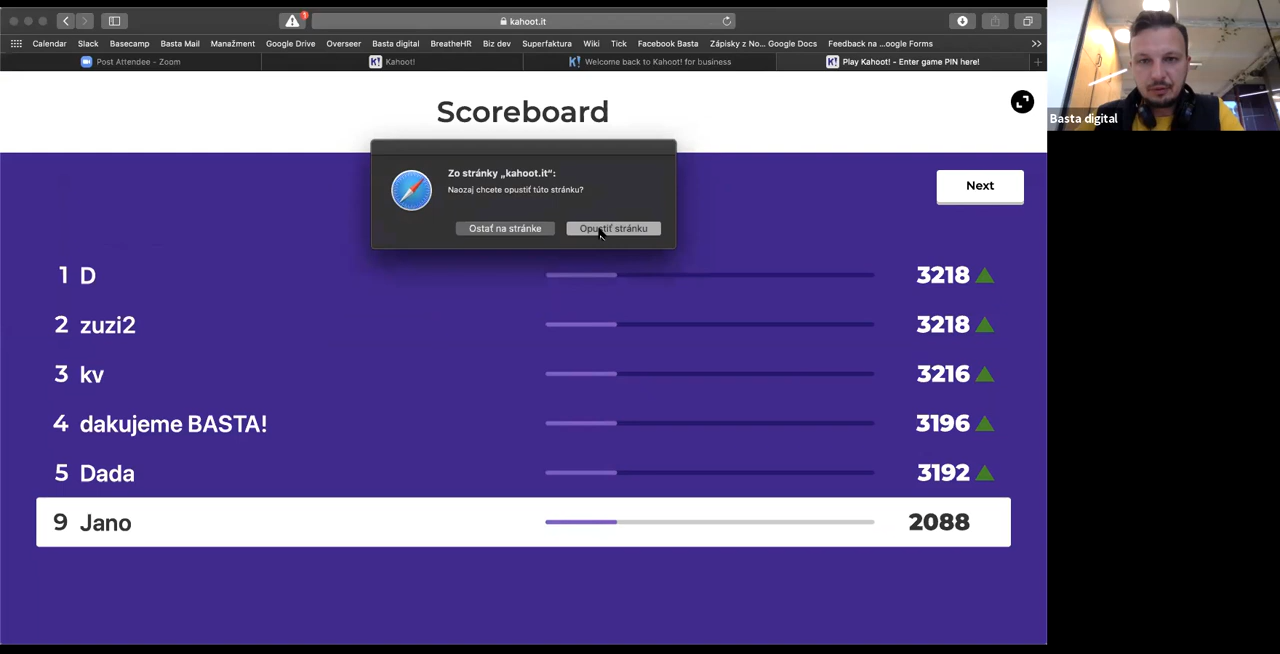 kahoot.it
Calendar Slack Basecamp Basta Mail Manažment Google Drive Overseer Basta digital BreatheHR Biz dev Superfaktura Wiki Tick Facebook Basta Zápisky z No... Google Docs Feedback na ...oogle Forms
Post Attendee - Zoom
Kahoot!
Welcome back to Kahoot! for business
Play Kahoot! - Enter game PIN here!
Basta digital
Scoreboard
Zo stránky „kahoot.it“:
Naozaj chcete opustiť túto stránku?
Ostať na stránke Opustiť stránku
Next
1 D 3218
2 zuzi2 3218
3 kv 3216
4 dakujeme BASTA! 3196
5 Dada 3192
9 Jano 2088